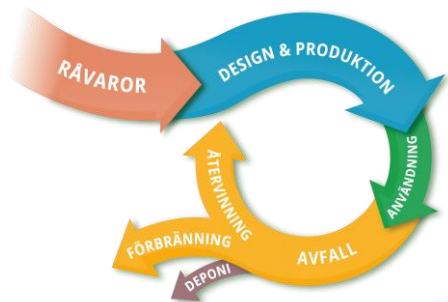 RÅVAROR
DESIGN & PRODUKTION
ANVÄNDNING
AVFALL
ÅTERVINNING
FÖRBRÄNNING
DEPONI